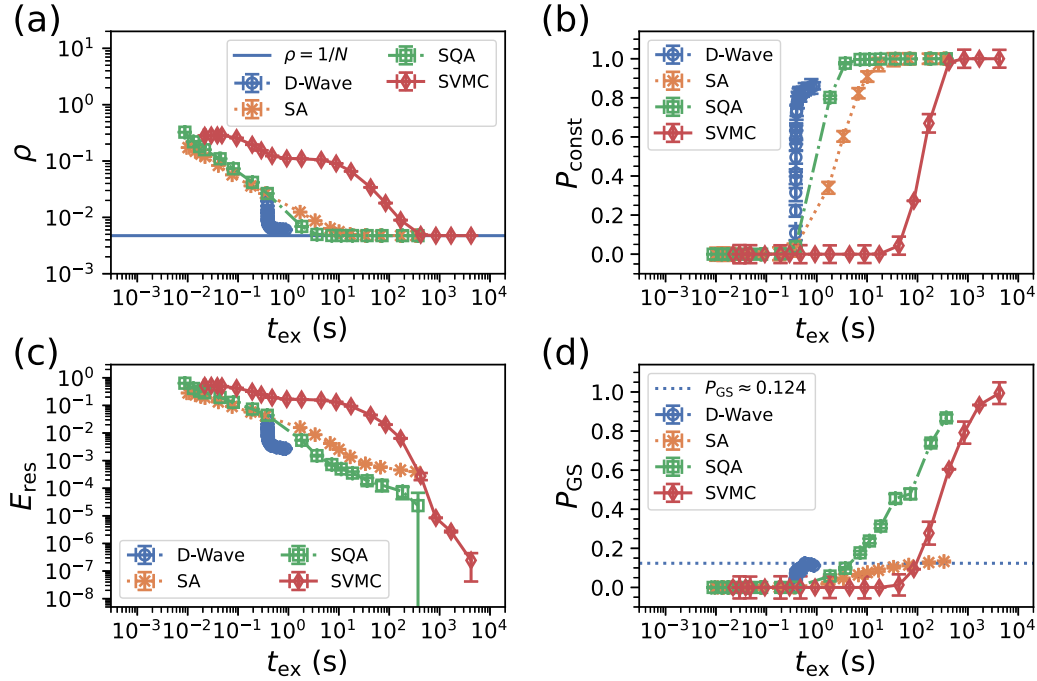 (a)
ρ = 1/N
D-Wave
SA
SQA
SVMC
10¹
10⁰
10⁻¹
10⁻²
10⁻³
ρ
10⁻³ 10⁻² 10⁻¹ 10⁰ 10¹ 10² 10³ 10⁴
t_ex (s)
(b)
D-Wave
SA
SQA
SVMC
1.0
0.8
0.6
0.4
0.2
0.0
P_const
10⁻³ 10⁻² 10⁻¹ 10⁰ 10¹ 10² 10³ 10⁴
t_ex (s)
(c)
10⁰
10⁻¹
10⁻²
10⁻³
10⁻⁴
10⁻⁵
10⁻⁶
10⁻⁷
10⁻⁸
E_res
D-Wave
SA
SQA
SVMC
10⁻³ 10⁻² 10⁻¹ 10⁰ 10¹ 10² 10³ 10⁴
t_ex (s)
(d)
P_GS ≈ 0.124
D-Wave
SA
SQA
SVMC
1.0
0.8
0.6
0.4
0.2
0.0
P_GS
10⁻³ 10⁻² 10⁻¹ 10⁰ 10¹ 10² 10³ 10⁴
t_ex (s)